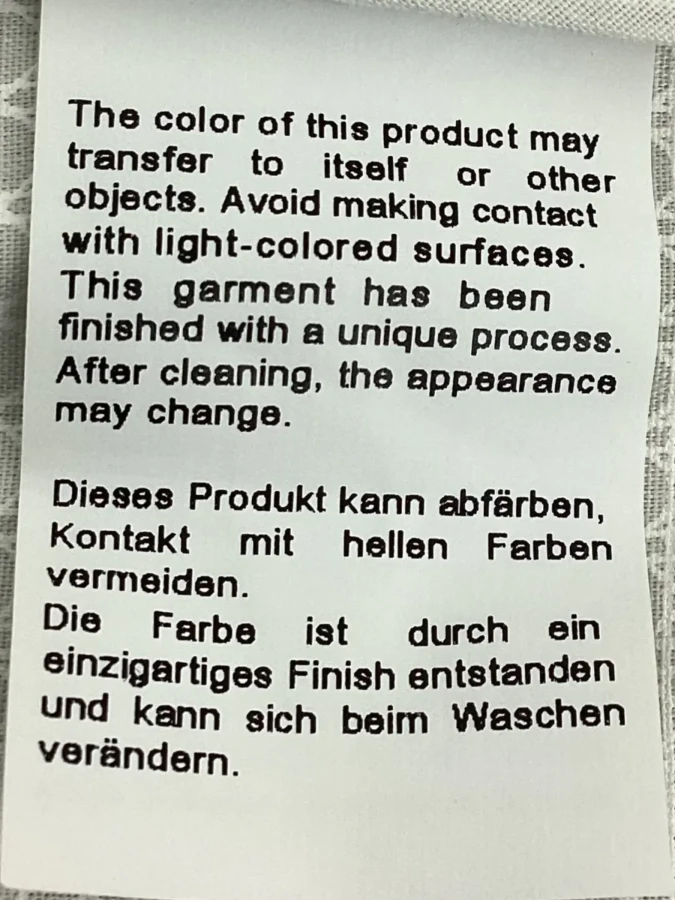 The color of this product may
transfer to itself or other
objects. Avoid making contact
with light-colored surfaces.
This garment has been
finished with a unique process.
After cleaning, the appearance
may change.
Dieses Produkt kann abfärben,
Kontakt mit hellen Farben
vermeiden.
Die Farbe ist durch ein
einzigartiges Finish entstanden
und kann sich beim Waschen
verändern.